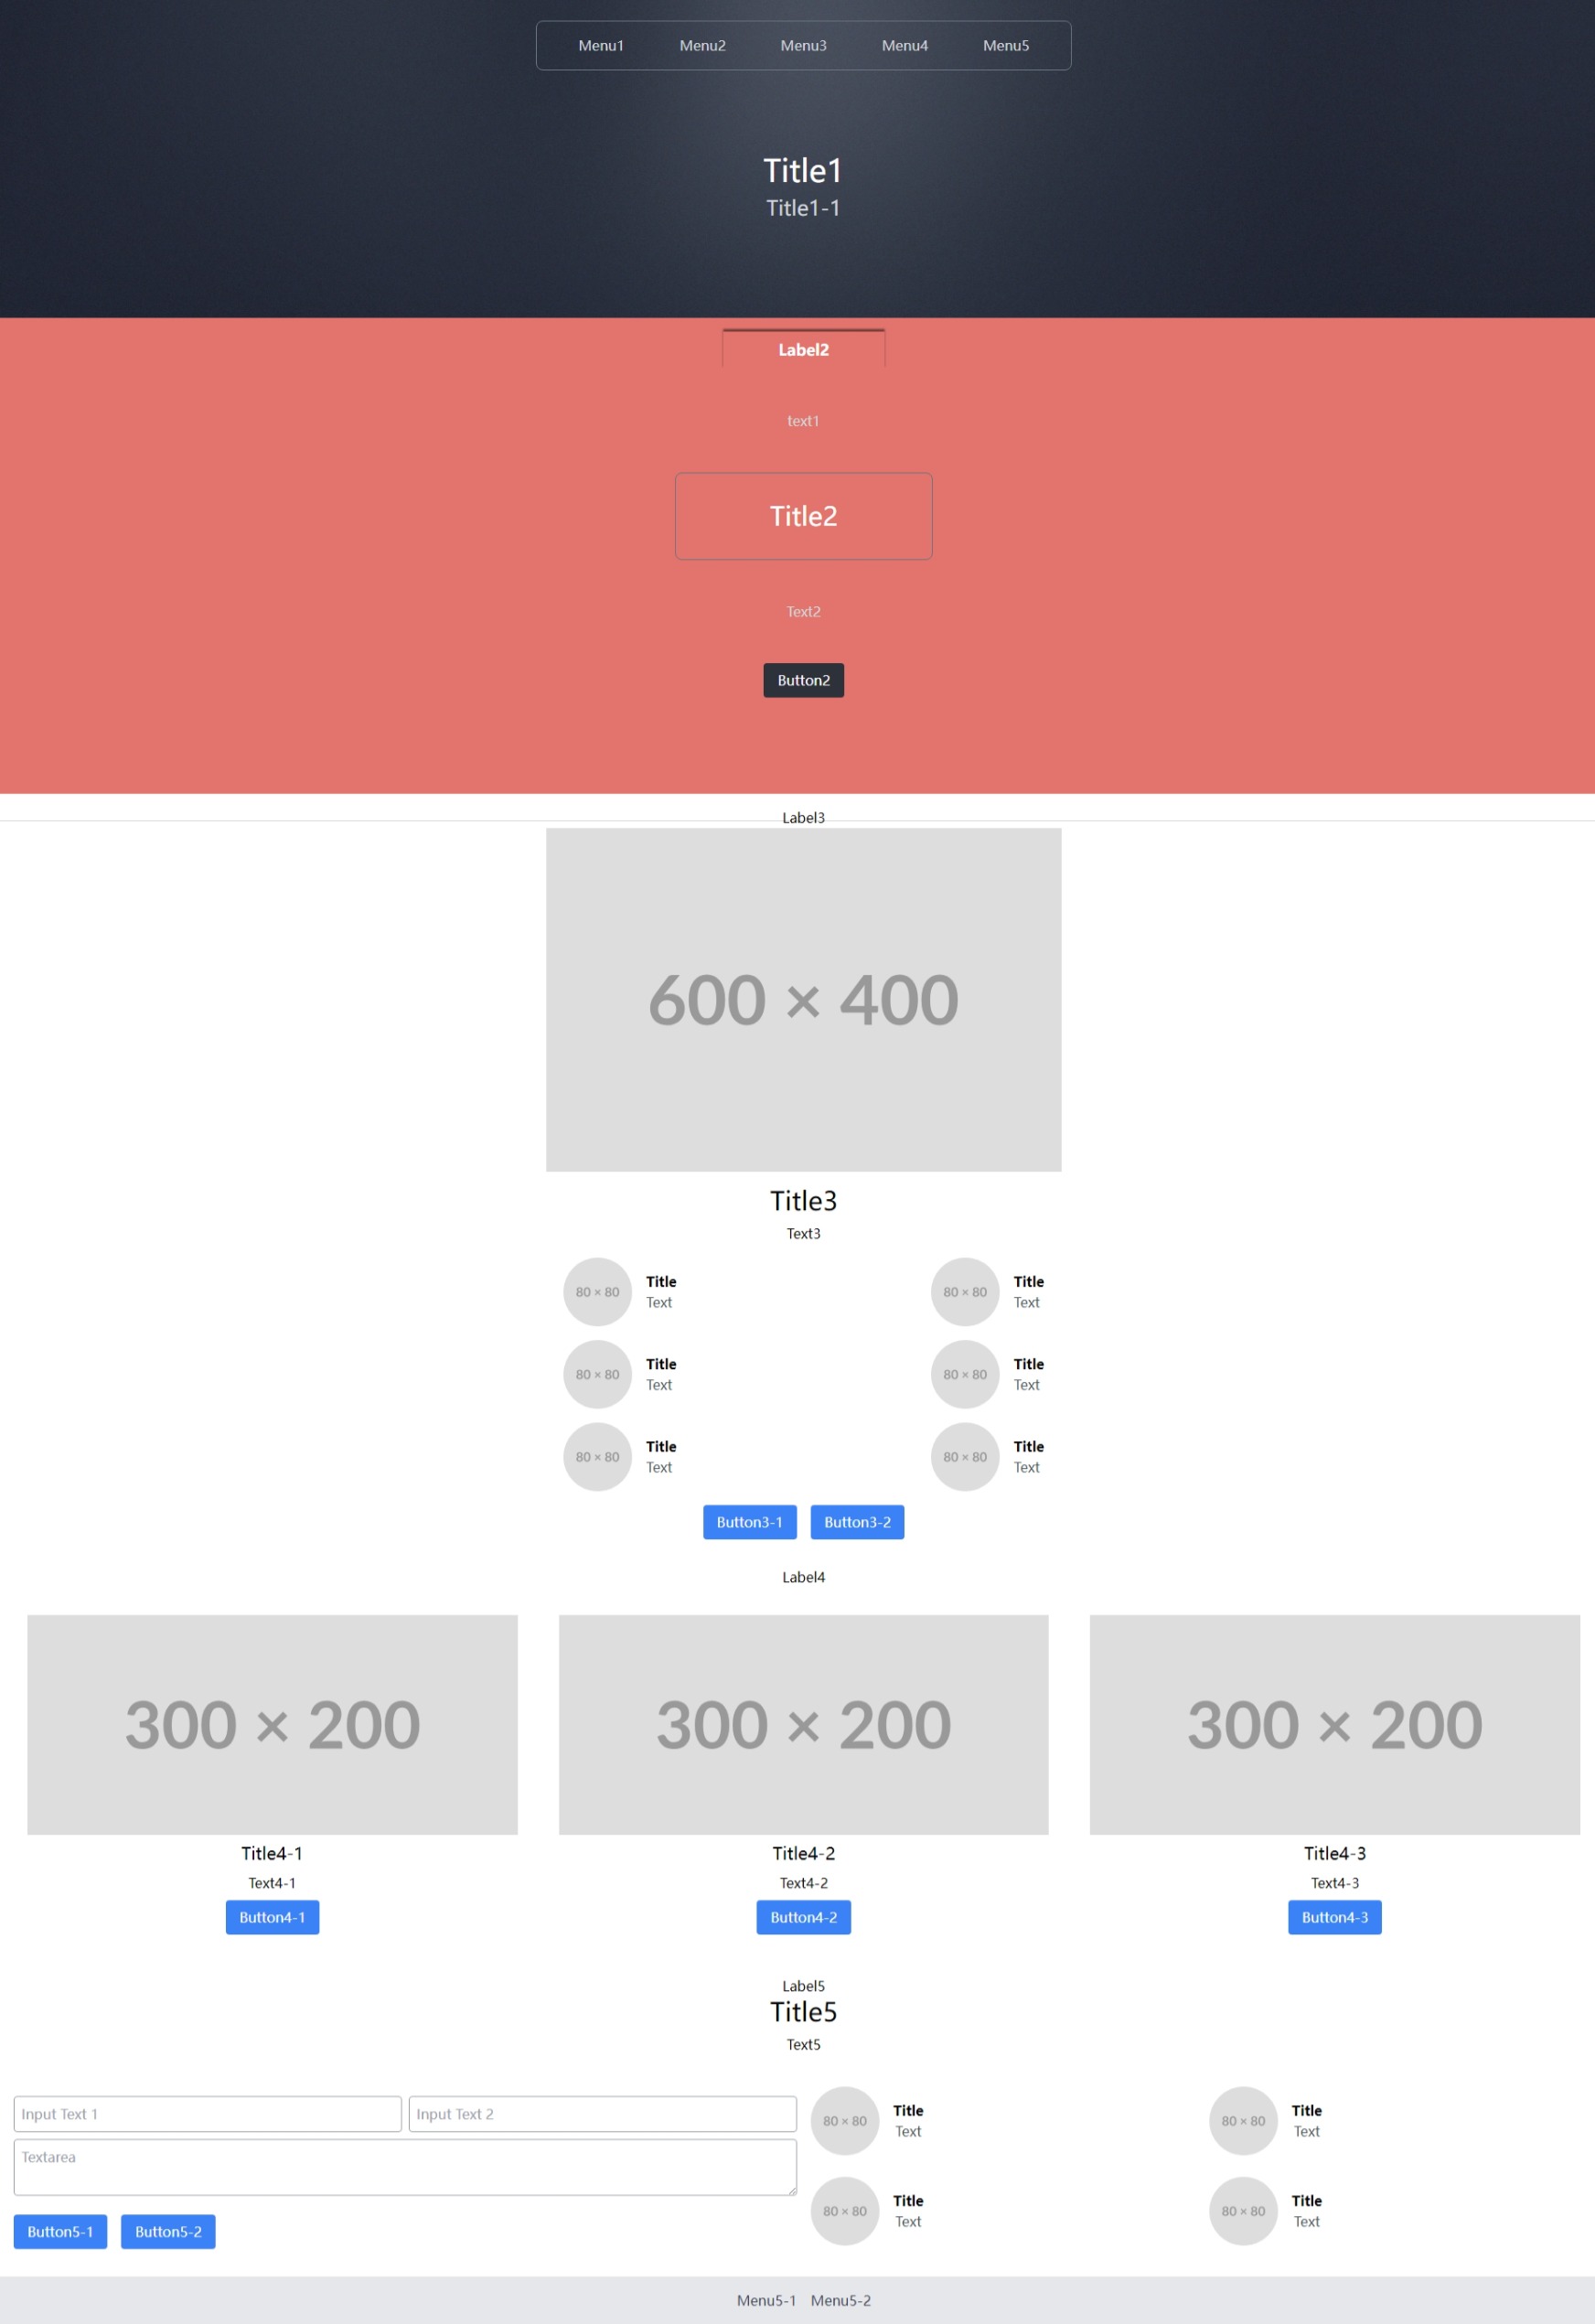 Menu1 Menu2 Menu3 Menu4 Menu5
Title1
Title1-1
Label2
text1
Title2
Text2
Button2
Label3
600 × 400
Title3
Text3
80 × 80 Title Text
80 × 80 Title Text
80 × 80 Title Text
80 × 80 Title Text
80 × 80 Title Text
80 × 80 Title Text
Button3-1 Button3-2
Label4
300 × 200 300 × 200 300 × 200
Title4-1 Title4-2 Title4-3
Text4-1 Text4-2 Text4-3
Button4-1 Button4-2 Button4-3
Label5
Title5
Text5
Input Text 1 Input Text 2
Textarea
Button5-1 Button5-2
80 × 80 Title Text
80 × 80 Title Text
80 × 80 Title Text
80 × 80 Title Text
Menu5-1 Menu5-2